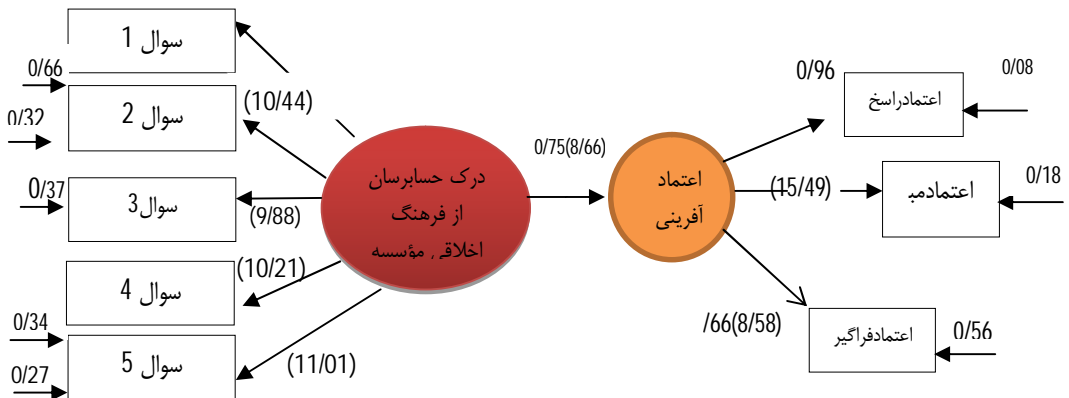 سوال 1
0/66
سوال 2
0/32
(10/44)
سوال3
0/37
(9/88)
سوال 4
(10/21)
0/34
سوال 5
0/27
(11/01)
درک حسابرسان
از فرهنگ
اخلاقی مؤسسه
0/75(8/66)
اعتماد
آفرینی
0/96
اعتمادراسخ
0/08
(15/49)
اعتمادمب
0/18
/66(8/58)
اعتمادفراگیر
0/56